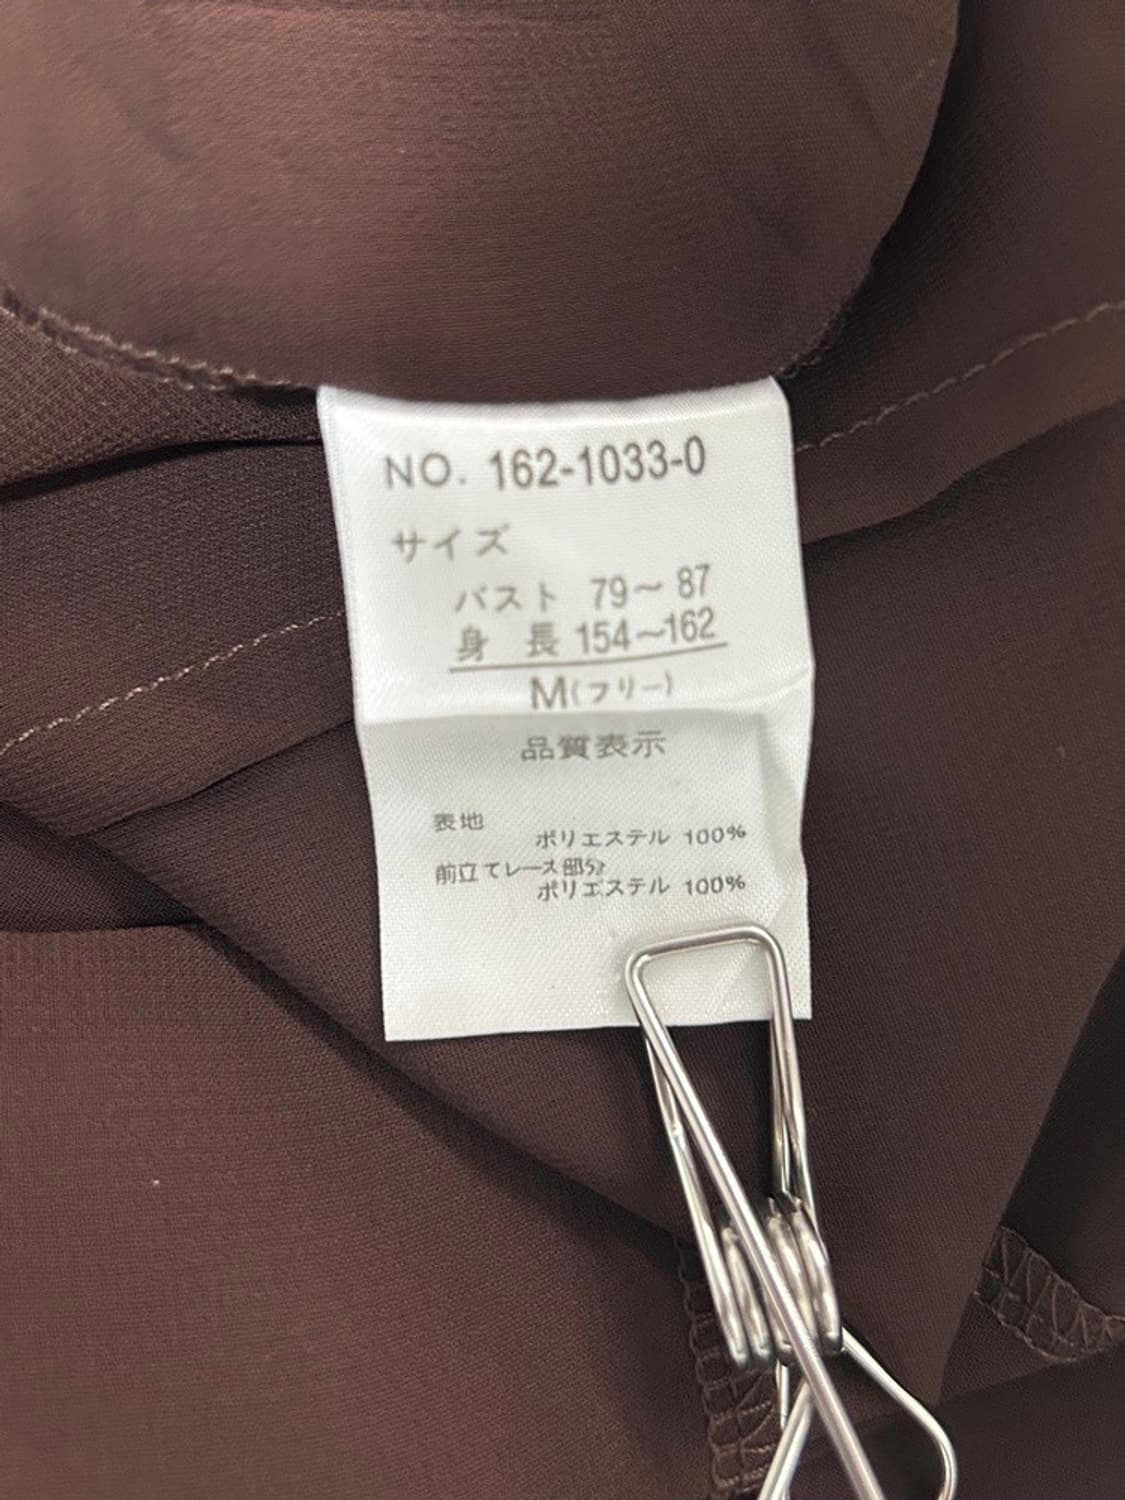 NO. 162-1033-0
サイズ
バスト 79～87
身 長 154～162
M(フリー)
品質表示
表地
ポリエステル 100%
前立てレース部分
ポリエステル 100%